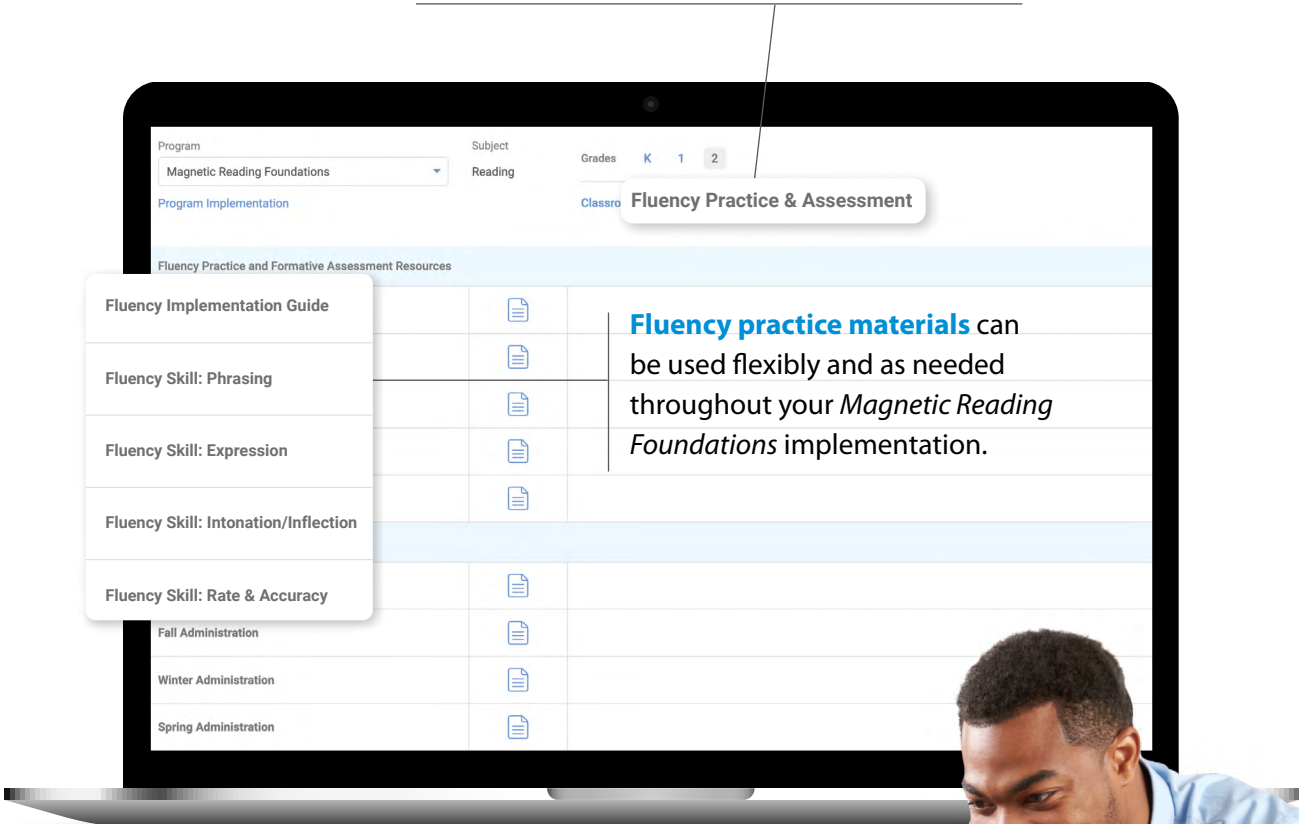 Program
Subject
Grades K 1 2
Magnetic Reading Foundations
Reading
Program Implementation
Classro
Fluency Practice & Assessment
Fluency Practice and Formative Assessment Resources
Fluency Implementation Guide
Fluency Skill: Phrasing
Fluency Skill: Expression
Fluency Skill: Intonation/Inflection
Fluency Skill: Rate & Accuracy
Fluency practice materials can
be used flexibly and as needed
throughout your Magnetic Reading
Foundations implementation.
Fall Administration
Winter Administration
Spring Administration